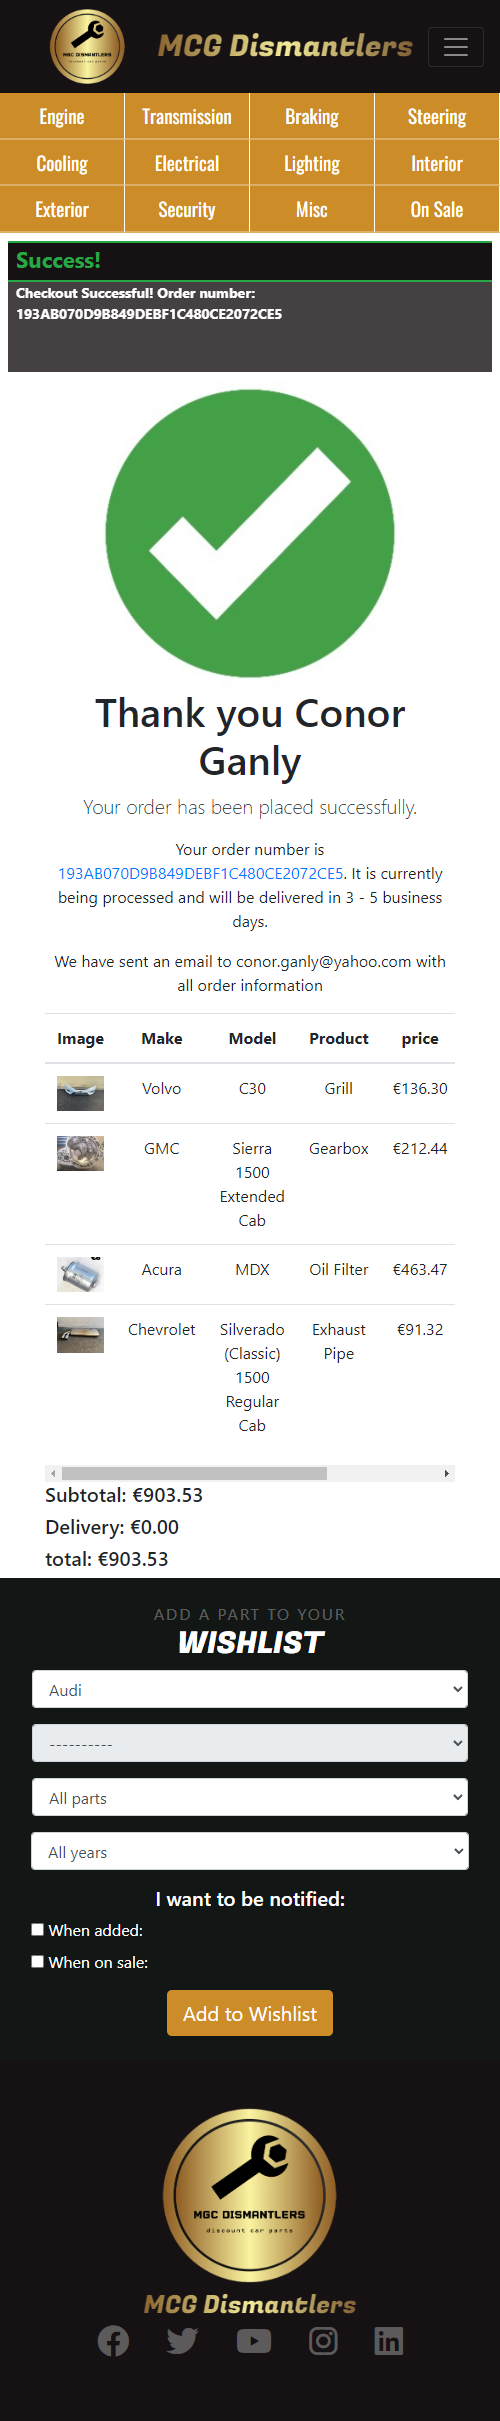 MGC DISMANTLERS
discount car parts
MCG Dismantlers
Engine Transmission Braking Steering
Cooling Electrical Lighting Interior
Exterior Security Misc On Sale
Success!
Checkout Successful! Order number:
193AB070D9B849DEBF1C480CE2072CE5
Thank you Conor
Ganly
Your order has been placed successfully.
Your order number is
193AB070D9B849DEBF1C480CE2072CE5. It is currently
being processed and will be delivered in 3 - 5 business
days.
We have sent an email to conor.ganly@yahoo.com with
all order information
Image Make Model Product price
Volvo C30 Grill €136.30
GMC Sierra Gearbox €212.44
1500
Extended
Cab
Acura MDX Oil Filter €463.47
Chevrolet Silverado Exhaust €91.32
(Classic) Pipe
1500
Regular
Cab
Subtotal: €903.53
Delivery: €0.00
total: €903.53
ADD A PART TO YOUR
WISHLIST
Audi
----------
All parts
All years
I want to be notified:
When added:
When on sale:
Add to Wishlist
MGC DISMANTLERS
discount car parts
MCG Dismantlers